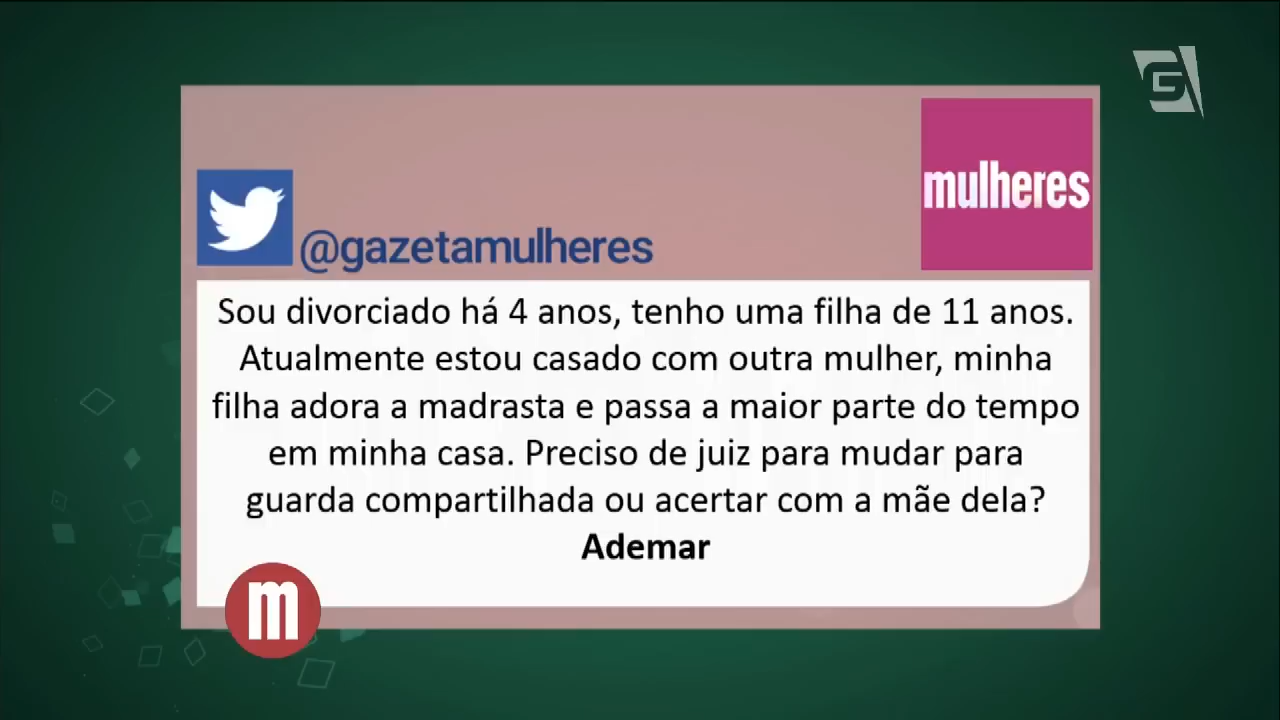 mulheres
@gazetamulheres
Sou divorciado há 4 anos, tenho uma filha de 11 anos.
Atualmente estou casado com outra mulher, minha
filha adora a madrasta e passa a maior parte do tempo
em minha casa. Preciso de juiz para mudar para
guarda compartilhada ou acertar com a mãe dela?
Ademar
m
G